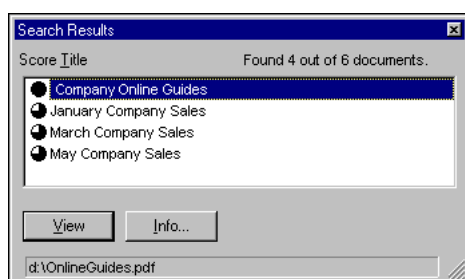 Search Results
Score Title Found 4 out of 6 documents.
Company Online Guides
January Company Sales
March Company Sales
May Company Sales
View Info...
d:\OnlineGuides.pdf